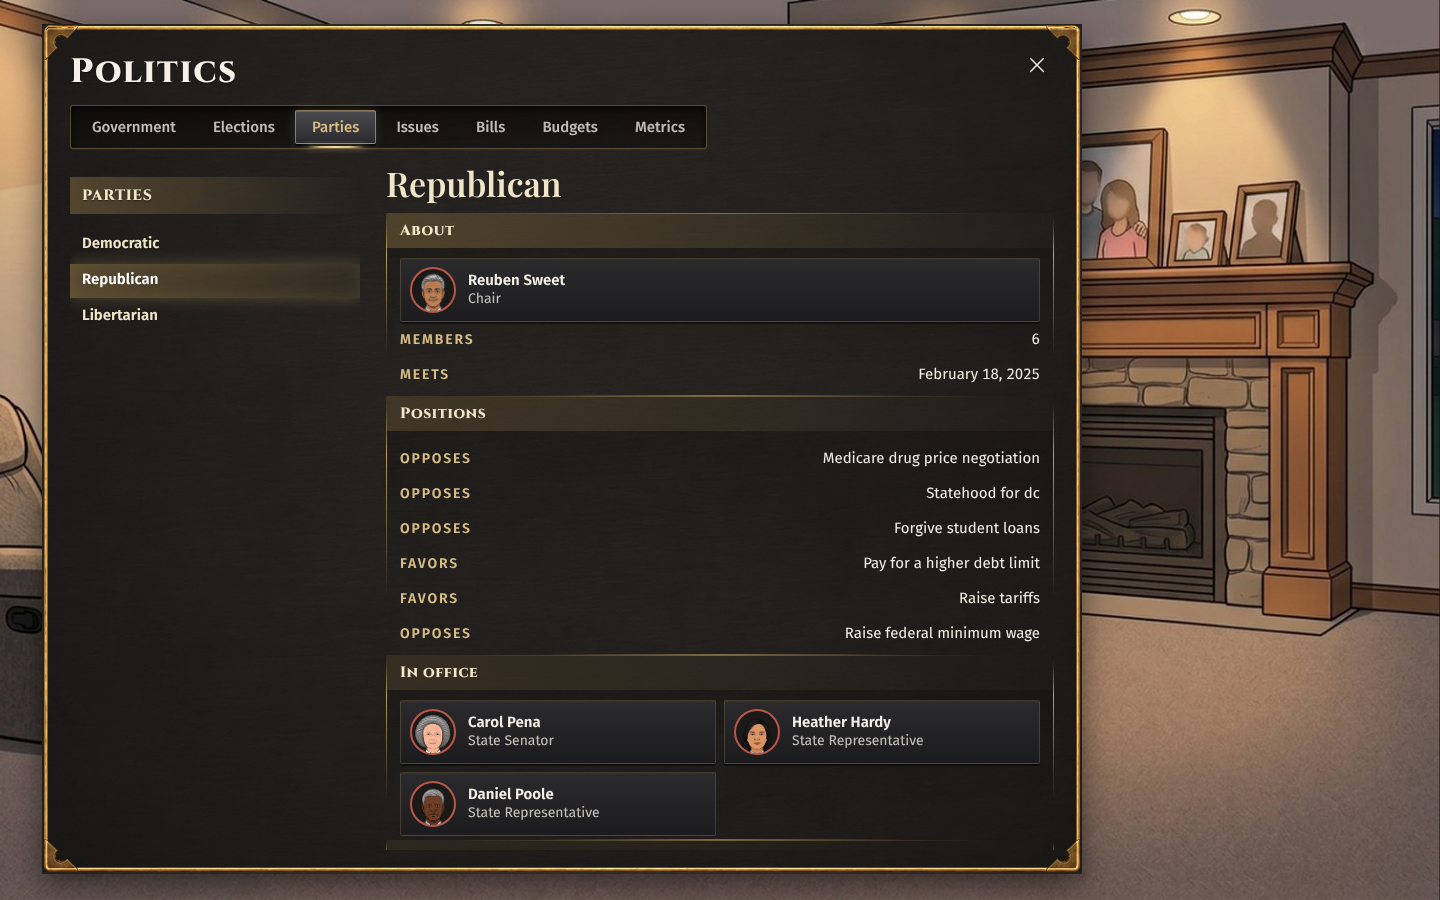 Politics
Government
Elections
Parties
Issues
Bills
Budgets
Metrics
PARTIES
Democratic
Republican
Libertarian
Republican
About
Reuben Sweet
Chair
MEMBERS
6
MEETS
February 18, 2025
Positions
OPPOSES
Medicare drug price negotiation
OPPOSES
Statehood for dc
OPPOSES
Forgive student loans
FAVORS
Pay for a higher debt limit
FAVORS
Raise tariffs
OPPOSES
Raise federal minimum wage
In office
Carol Pena
State Senator
Heather Hardy
State Representative
Daniel Poole
State Representative